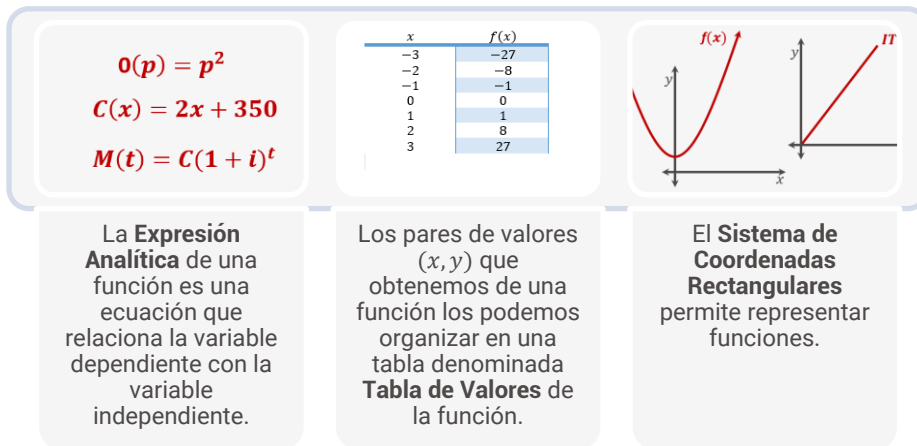 O(p) = p²
C(x) = 2x + 350
M(t) = C(1 + i)ᵗ
x f(x)
−3 −27
−2 −8
−1 −1
0 0
1 1
2 8
3 27
f(x)
y
x
y
IT
La Expresión
Analítica de una
función es una
ecuación que
relaciona la variable
dependiente con la
variable
independiente.
Los pares de valores
(x, y) que
obtenemos de una
función los podemos
organizar en una
tabla denominada
Tabla de Valores de
la función.
El Sistema de
Coordenadas
Rectangulares
permite representar
funciones.